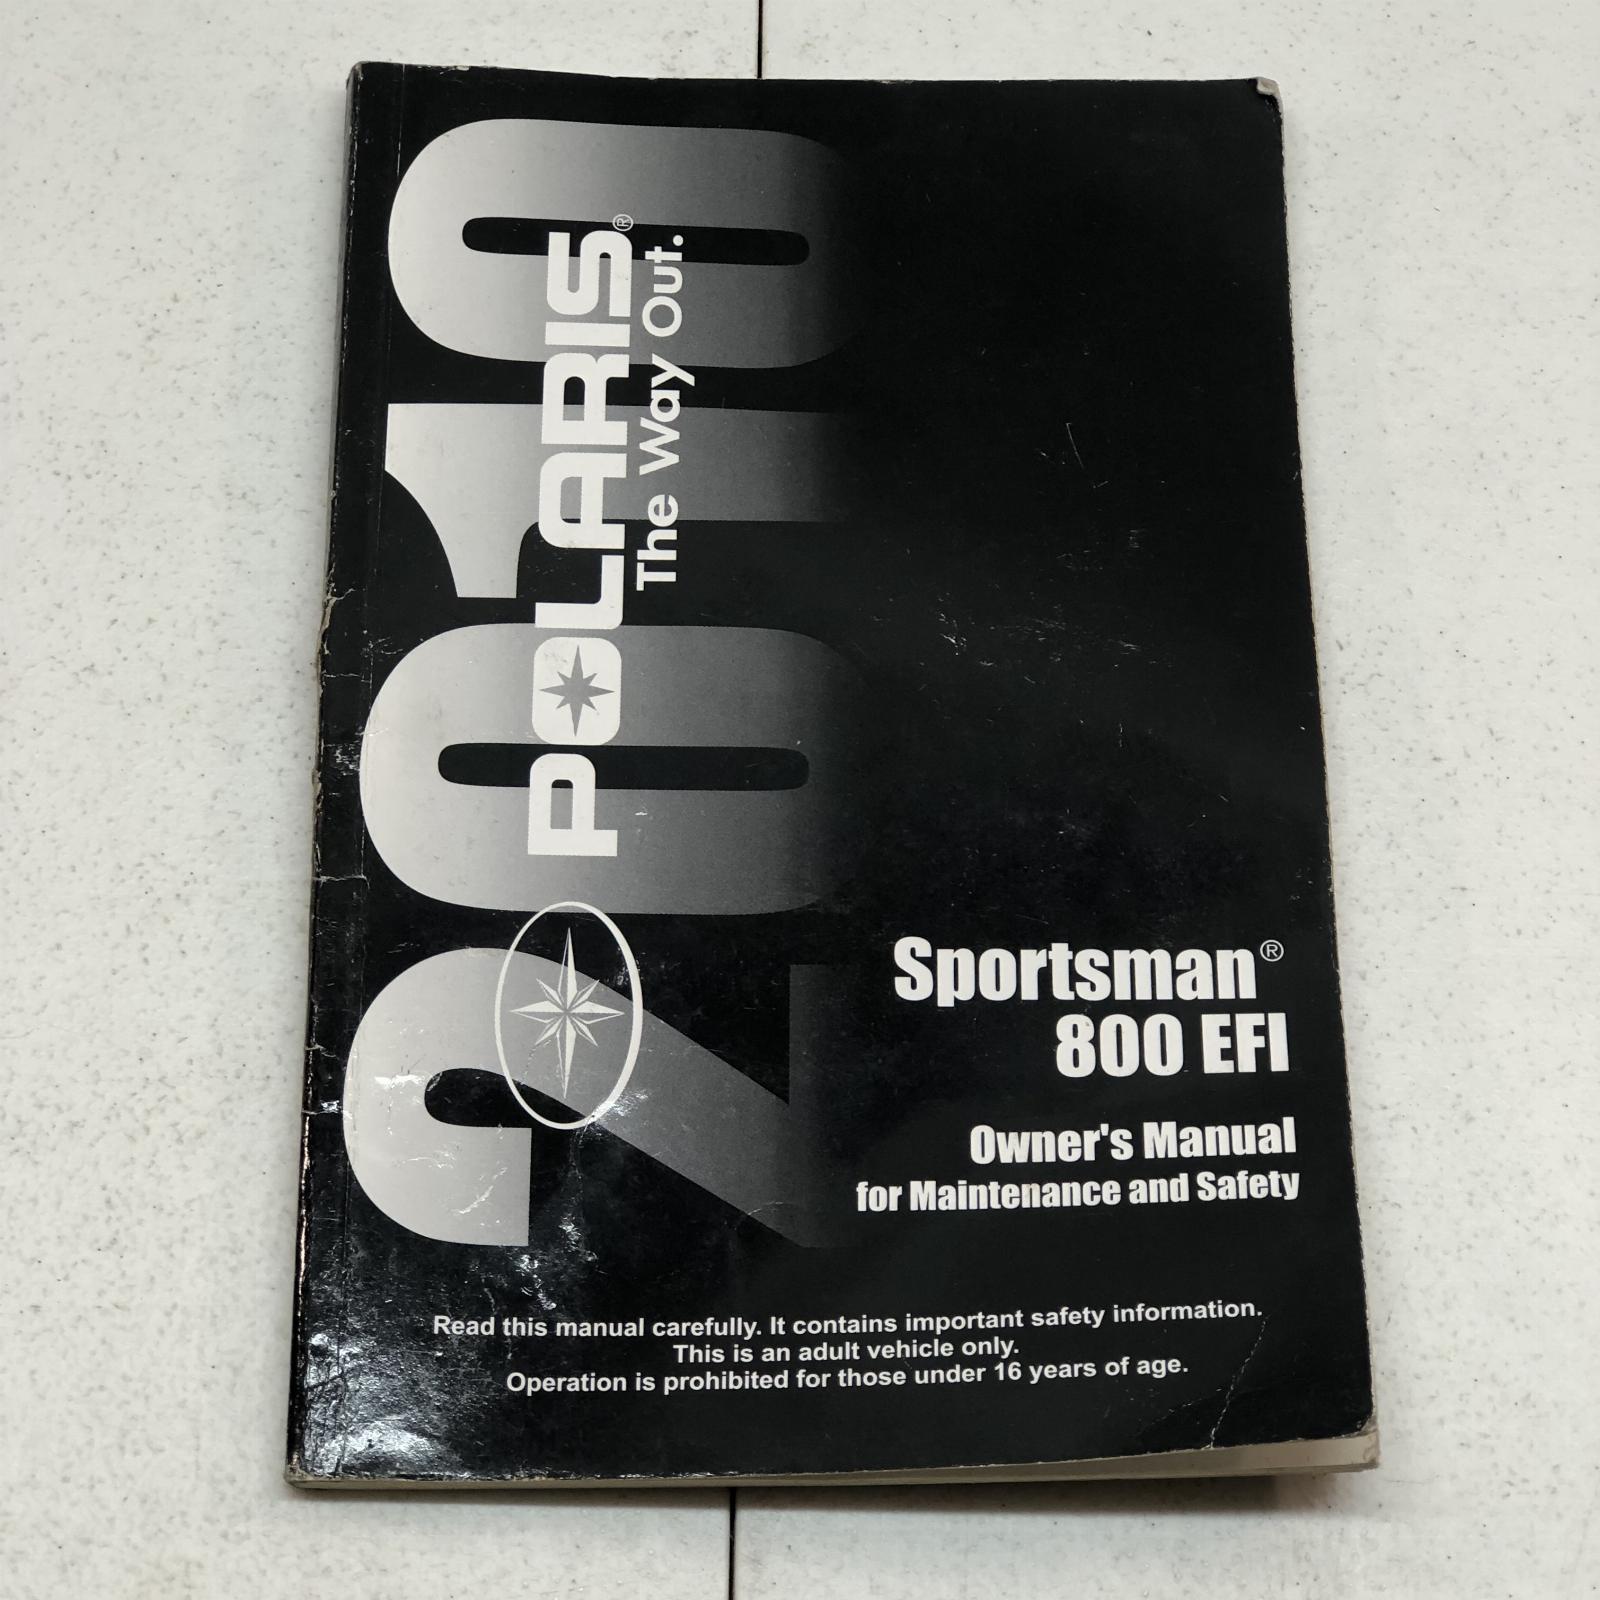 2010
POLARIS®
The Way Out.
Sportsman®
800 EFI
Owner's Manual
for Maintenance and Safety
Read this manual carefully. It contains important safety information.
This is an adult vehicle only.
Operation is prohibited for those under 16 years of age.